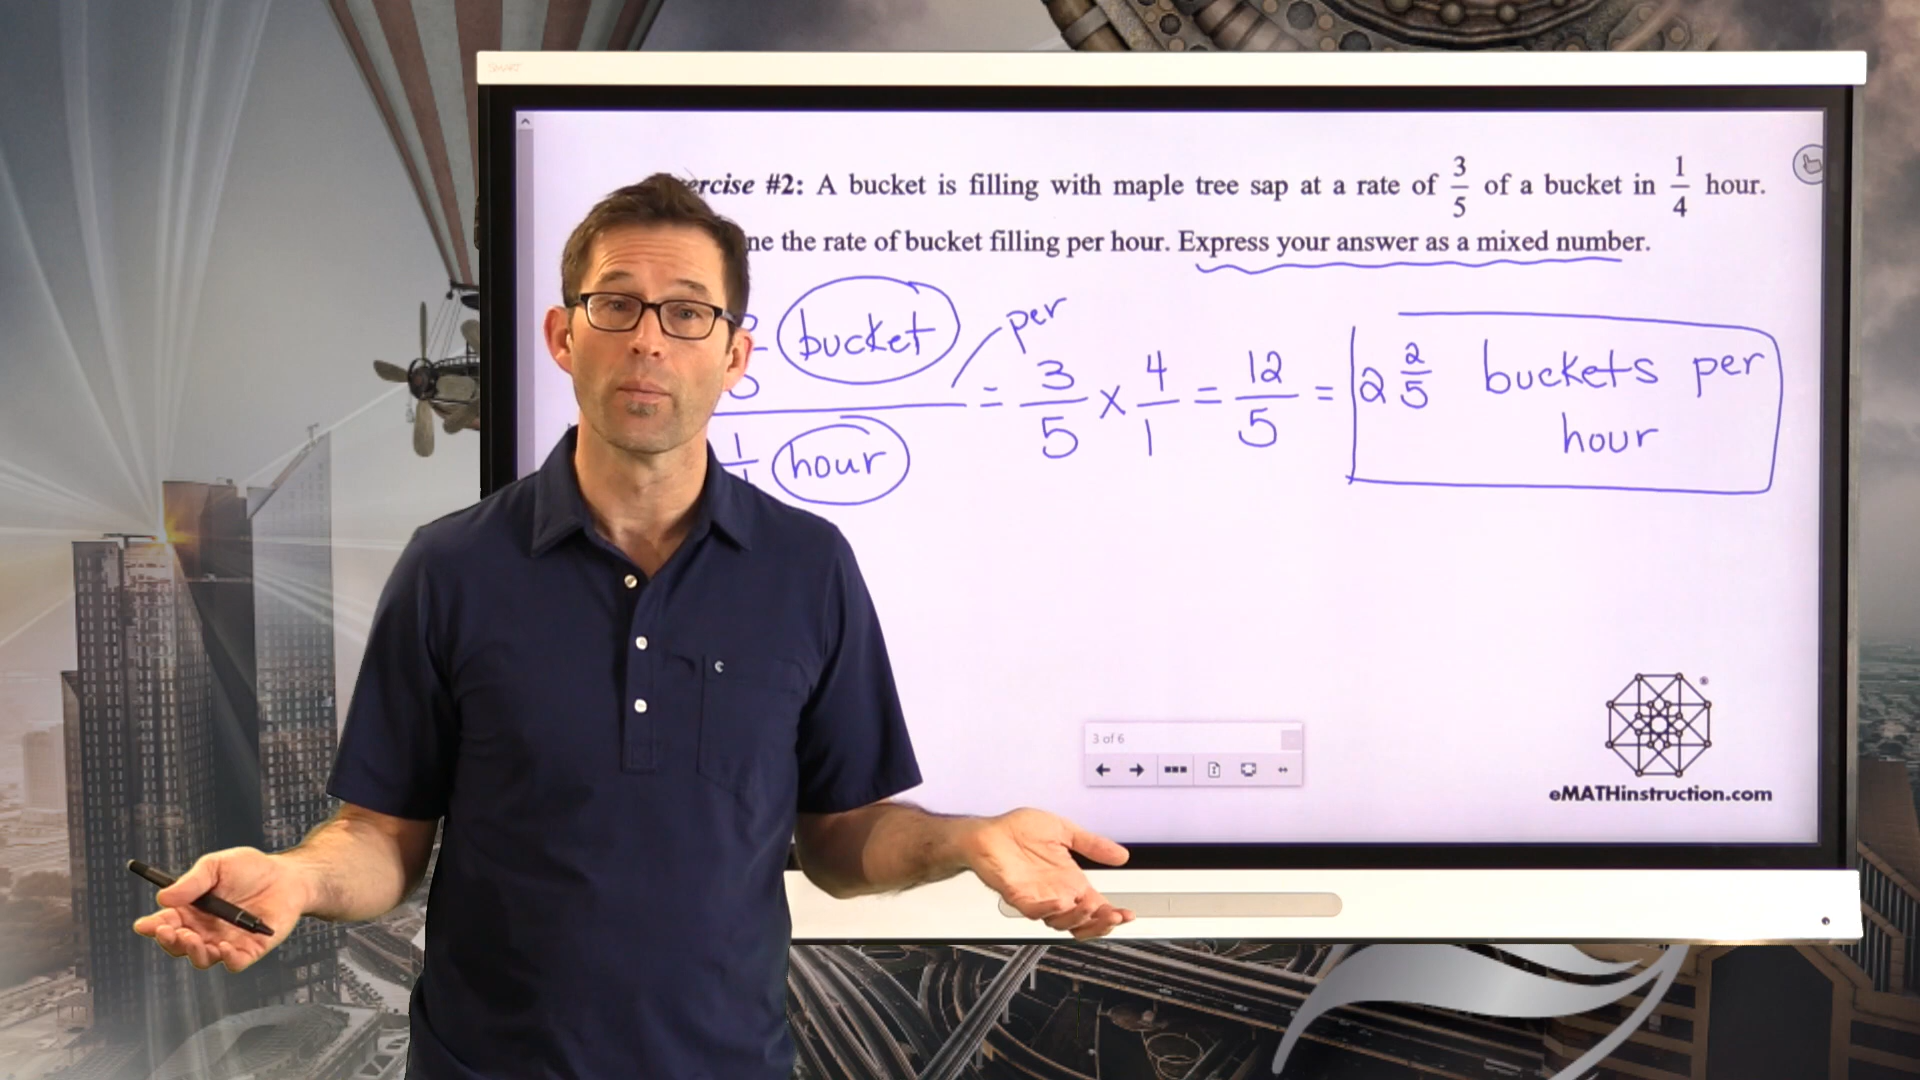 SMART
ercise #2: A bucket is filling with maple tree sap at a rate of 3/5 of a bucket in 1/4 hour.
ne the rate of bucket filling per hour. Express your answer as a mixed number.
per
bucket
hour
= 3/5 × 4/1 = 12/5 = 2 2/5 buckets per
hour
3 of 6
®
eMATHinstruction.com